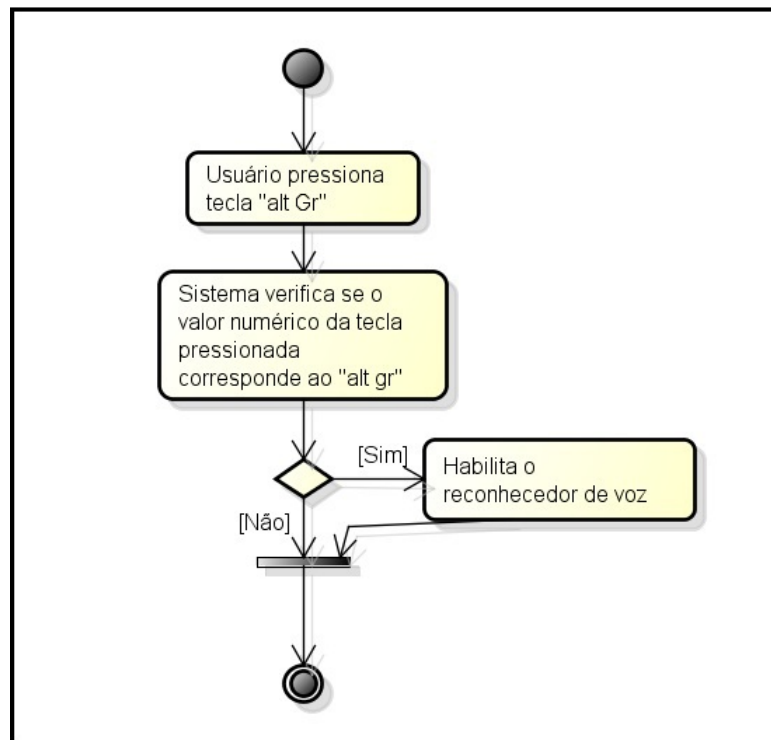 Usuário pressiona
tecla "alt Gr"
Sistema verifica se o
valor numérico da tecla
pressionada
corresponde ao "alt gr"
[Sim]
Habilita o
reconhecedor de voz
[Não]